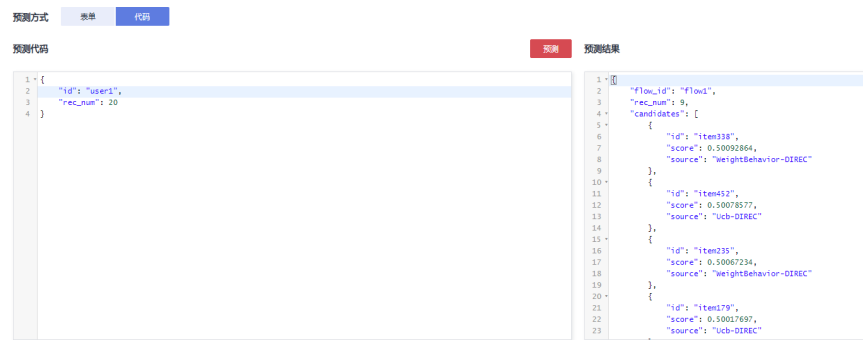 预测方式 表单 代码
预测代码 预测 预测结果
1 {
2 "id": "user1",
3 "rec_num": 20
4 }
1 {
2 "flow_id": "flow1",
3 "rec_num": 9,
4 "candidates": [
5 {
6 "id": "item338",
7 "score": 0.50092864,
8 "source": "WeightBehavior-DIREC"
9 },
10 {
11 "id": "item452",
12 "score": 0.50078577,
13 "source": "Ucb-DIREC"
14 },
15 {
16 "id": "item235",
17 "score": 0.50067234,
18 "source": "WeightBehavior-DIREC"
19 },
20 {
21 "id": "item179",
22 "score": 0.50017697,
23 "source": "Ucb-DIREC"